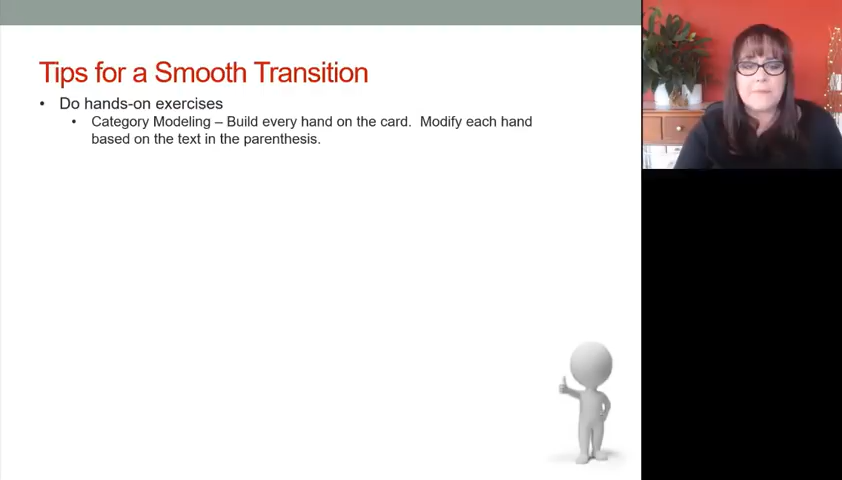 Tips for a Smooth Transition
• Do hands-on exercises
• Category Modeling – Build every hand on the card. Modify each hand
based on the text in the parenthesis.